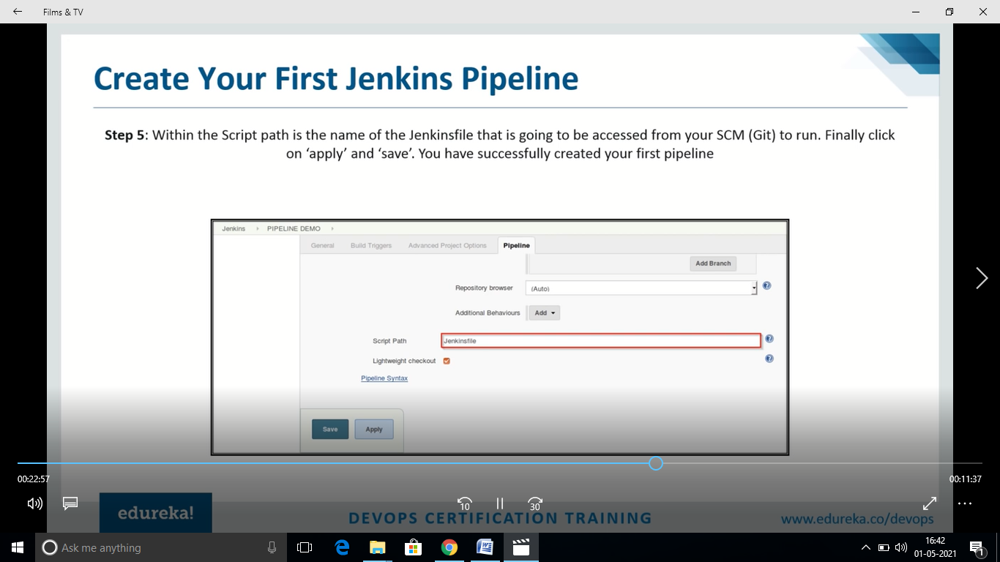 Films & TV
Create Your First Jenkins Pipeline
Step 5: Within the Script path is the name of the Jenkinsfile that is going to be accessed from your SCM (Git) to run. Finally click
on ‘apply’ and ‘save’. You have successfully created your first pipeline
Jenkins PIPELINE DEMO
General Build Triggers Advanced Project Options Pipeline
Add Branch
Repository browser (Auto)
Additional Behaviours Add
Script Path Jenkinsfile
Lightweight checkout
Pipeline Syntax
Save Apply
00:22:57 00:11:37
10 30
edureka! DEVOPS CERTIFICATION TRAINING www.edureka.co/devops
Ask me anything
16:42
01-05-2021
1